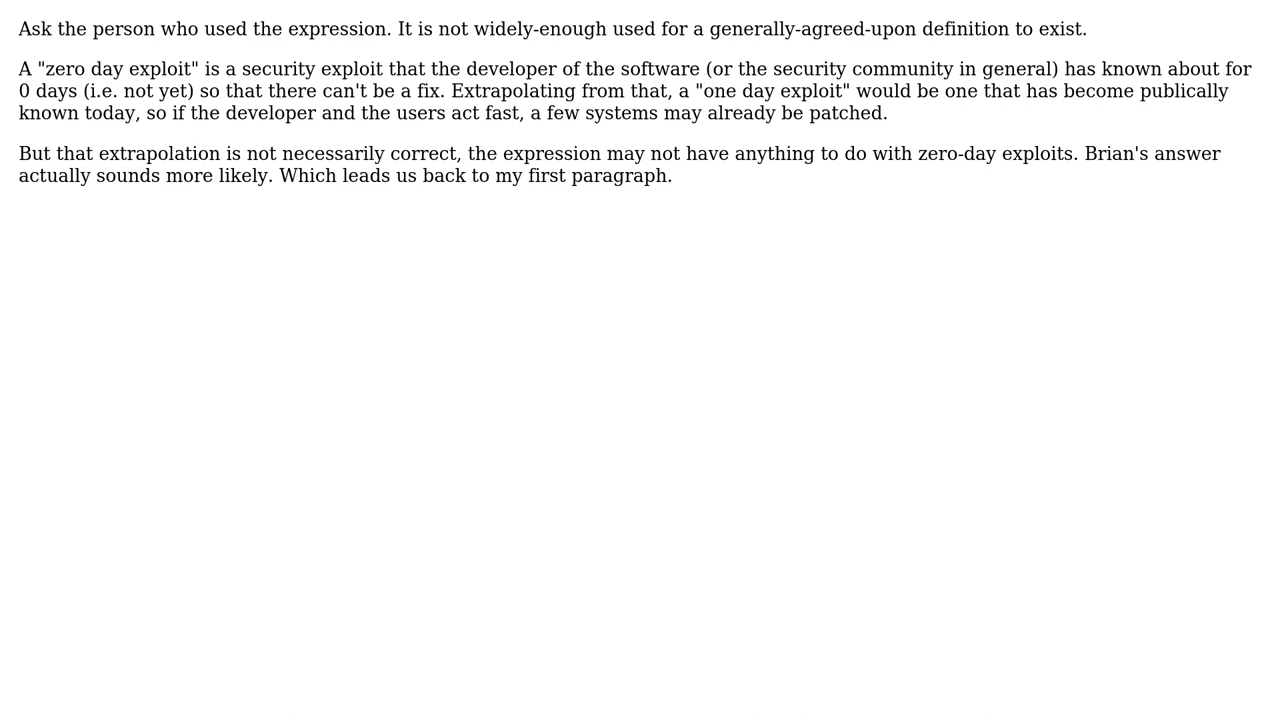 Ask the person who used the expression. It is not widely-enough used for a generally-agreed-upon definition to exist.
A "zero day exploit" is a security exploit that the developer of the software (or the security community in general) has known about for
0 days (i.e. not yet) so that there can't be a fix. Extrapolating from that, a "one day exploit" would be one that has become publically
known today, so if the developer and the users act fast, a few systems may already be patched.
But that extrapolation is not necessarily correct, the expression may not have anything to do with zero-day exploits. Brian's answer
actually sounds more likely. Which leads us back to my first paragraph.